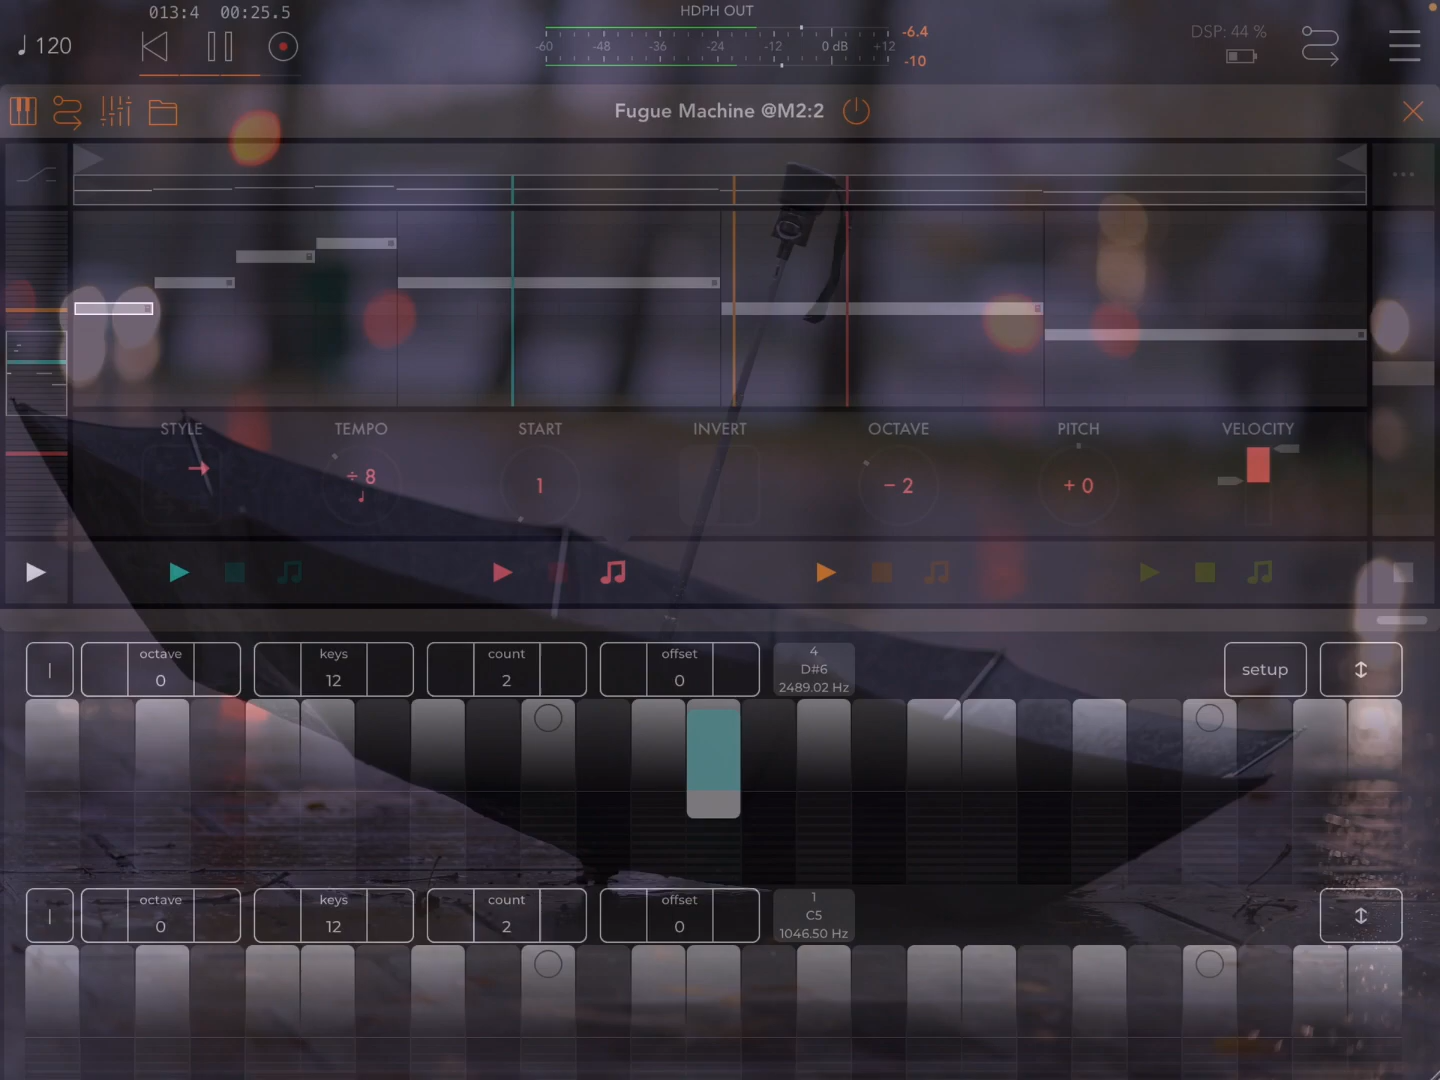 013:4 00:25.5
HDPH OUT
♩ 120
-60 -48 -36 -24 -12 0 dB +12
-6.4
-10
DSP: 44 %
Fugue Machine @M2:2
STYLE TEMPO START INVERT OCTAVE PITCH VELOCITY
÷ 8
1
− 2
+ 0
octave
0
keys
12
count
2
offset
0
4
D#6
2489.02 Hz
setup
octave
0
keys
12
count
2
offset
0
1
C5
1046.50 Hz